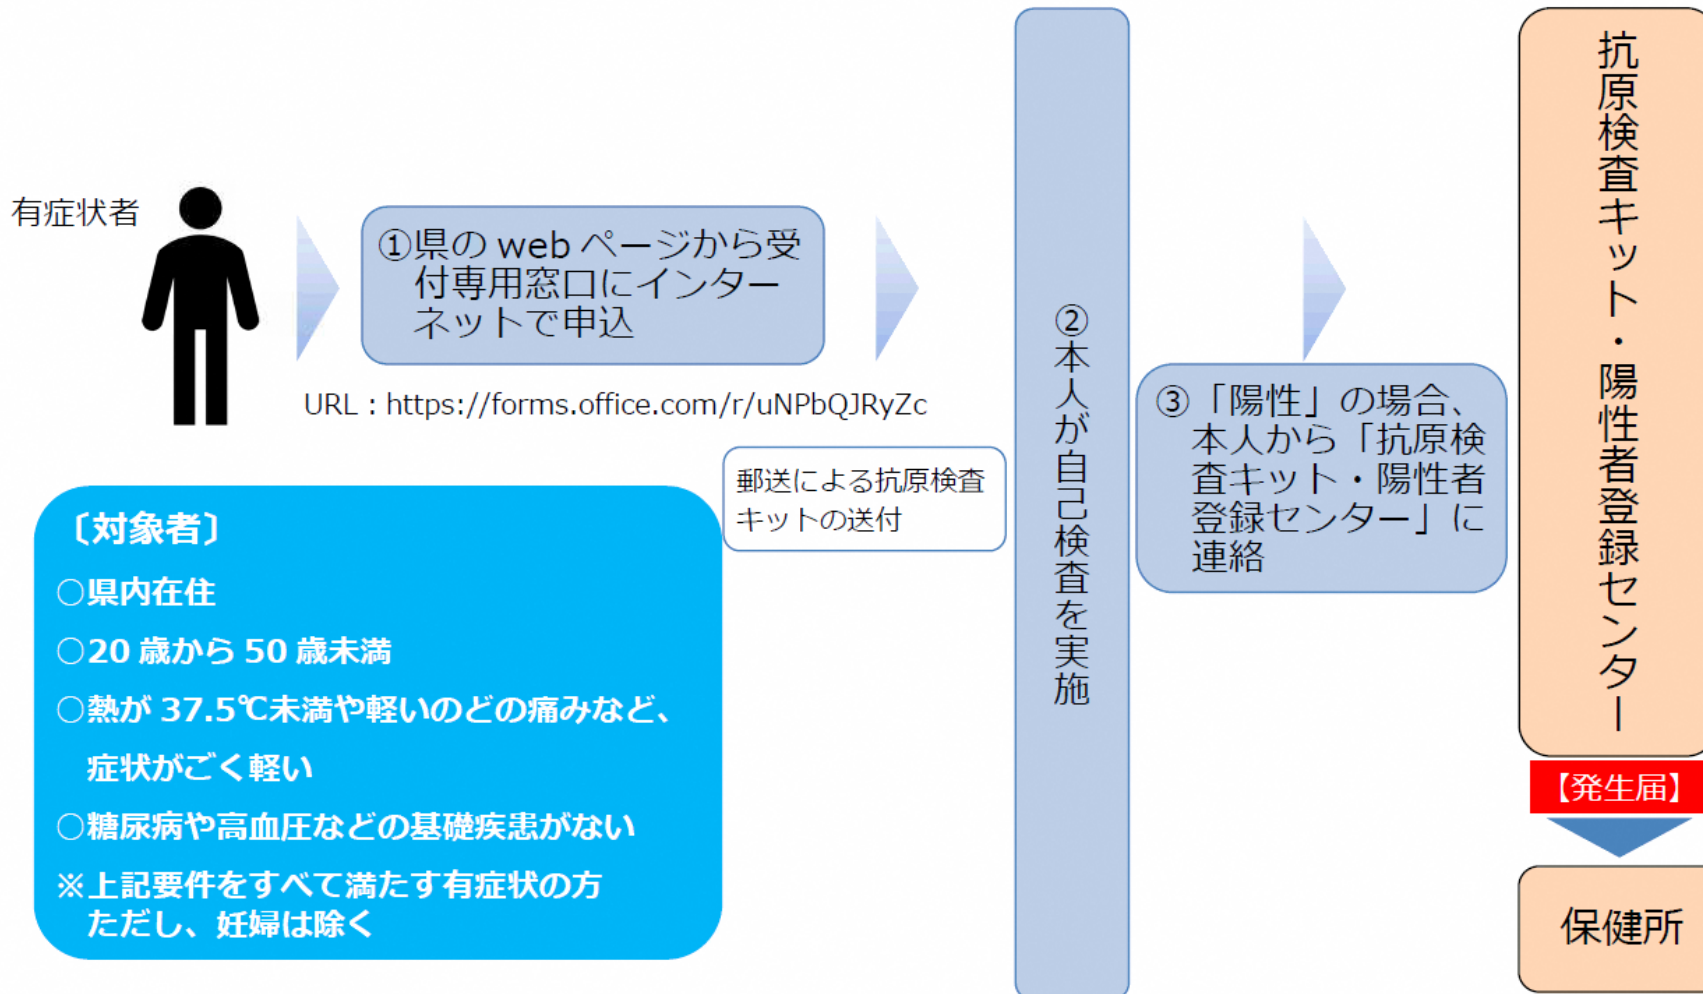 有症状者
①県の web ページから受
付専用窓口にインター
ネットで申込
URL：https://forms.office.com/r/uNPbQJRyZc
郵送による抗原検査
キットの送付
〔対象者〕
○県内在住
○20 歳から 50 歳未満
○熱が 37.5℃未満や軽いのどの痛みなど、
症状がごく軽い
○糖尿病や高血圧などの基礎疾患がない
※上記要件をすべて満たす有症状の方
ただし、妊婦は除く
②本人が自己検査を実施
③「陽性」の場合、
本人から「抗原検
査キット・陽性者
登録センター」に
連絡
抗原検査キット・陽性者登録センター
【発生届】
保健所